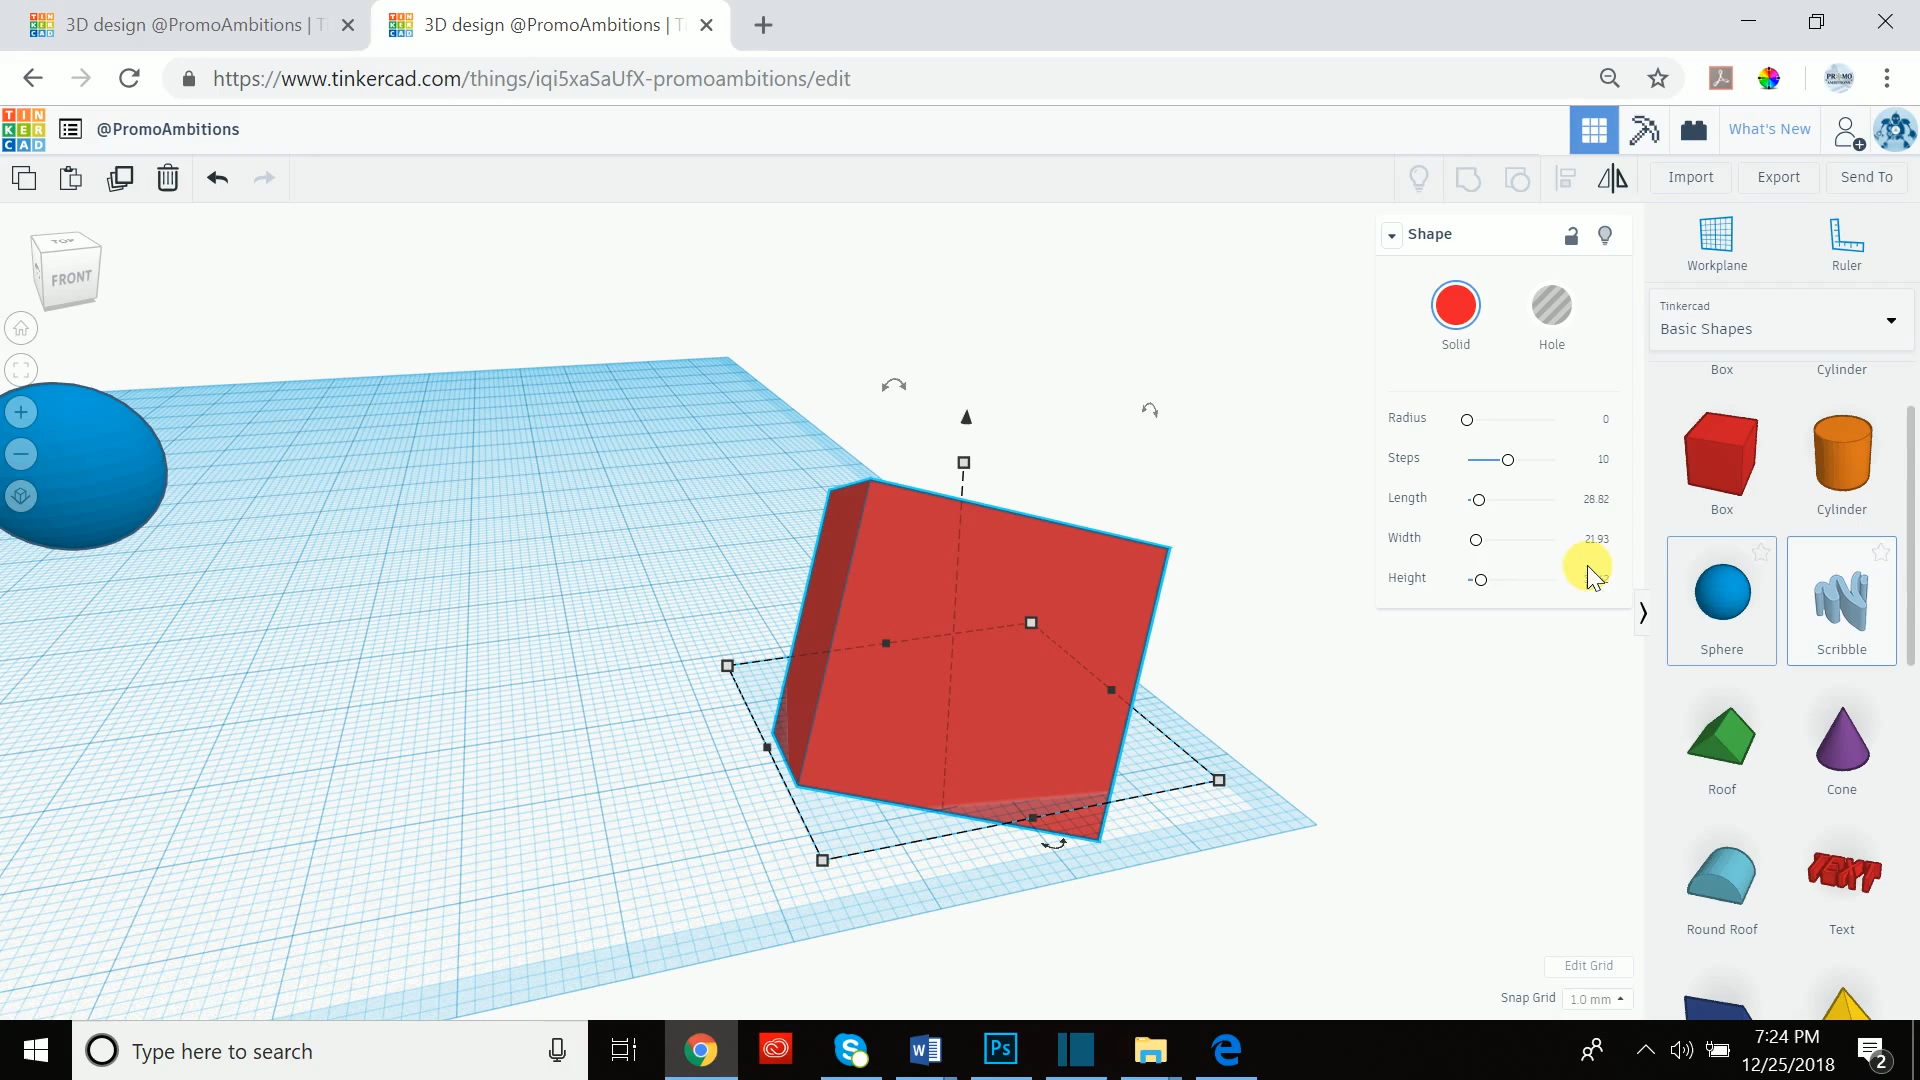 3D design @PromoAmbitions |
3D design @PromoAmbitions |
https://www.tinkercad.com/things/iqi5xaSaUfX-promoambitions/edit
PROMO
TIN
KER
CAD
@PromoAmbitions
What's New
Import
Export
Send To
TOP
FRONT
Shape
Solid
Hole
Radius
0
Steps
10
Length
28.82
Width
21.93
Height
Workplane
Ruler
Tinkercad
Basic Shapes
Box
Cylinder
Box
Cylinder
Sphere
Scribble
Roof
Cone
TEXT
Round Roof
Text
Edit Grid
Snap Grid
1.0 mm
Type here to search
Ps
7:24 PM
12/25/2018
2